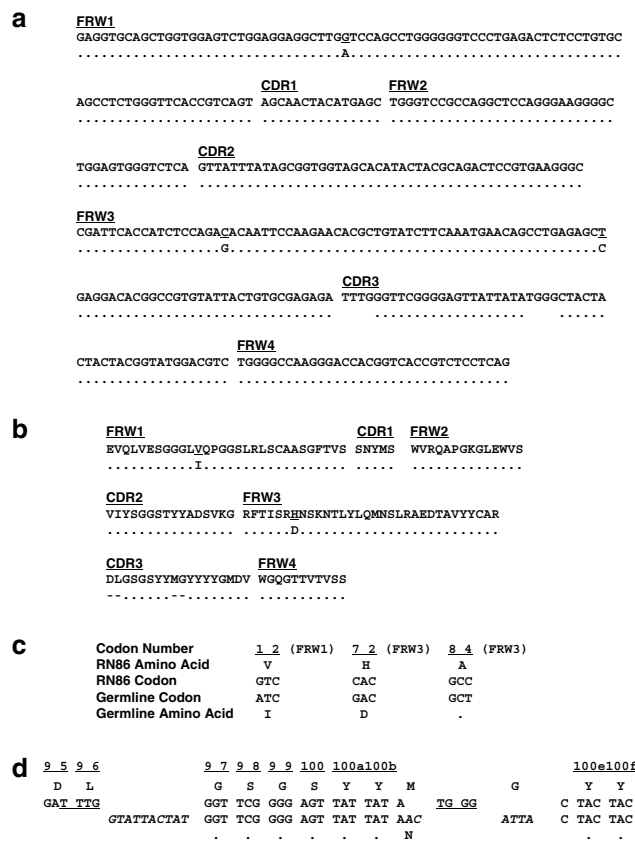 a
FRW1
GAGGTGCAGCTGGTGGAGTCTGGAGGAGGCTTGGTCCAGCCTGGGGGGTCCCTGAGACTCTCCTGTGC
.................................A..................................
CDR1 FRW2
AGCCTCTGGGTTCACCGTCAGT AGCAACTACATGAGC TGGGTCCGCCAGGCTCCAGGGAAGGGGC
...................... ............... ............................
CDR2
TGGAGTGGGTCTCA GTTATTTATAGCGGTGGTAGCACATACTACGCAGACTCCGTGAAGGGC
.............. ................................................
FRW3
CGATTCACCATCTCCAGACACAATTCCAAGAACACGCTGTATCTTCAAATGAACAGCCTGAGAGCT
..................G..............................................C
CDR3
GAGGACACGGCCGTGTATTACTGTGCGAGAGA TTTGGGTTCGGGGAGTTATTATATGGGCTACTA
................................ ...................... ......
FRW4
CTACTACGGTATGGACGTC TGGGGCCAAGGGACCACGGTCACCGTCTCCTCAG
................... ..................................
b
FRW1 CDR1 FRW2
EVQLVESGGGLVQPGGSLRLSCAASGFTVS SNYMS WVRQAPGKGLEWVS
...........I.................. ..... ..............
CDR2 FRW3
VIYSGGSTYYADSVKG RFTISRHNSKNTLYLQMNSLRAEDTAVYYCAR
................ ......D.........................
CDR3 FRW4
DLGSGSYYMGYYYYGMDV WGQGTTVTVSS
--......--........ ...........
c
Codon Number 1 2 (FRW1) 7 2 (FRW3) 8 4 (FRW3)
RN86 Amino Acid V H A
RN86 Codon GTC CAC GCC
Germline Codon ATC GAC GCT
Germline Amino Acid I D .
d
9 5 9 6 9 7 9 8 9 9 100 100a100b 100e100f
D L G S G S Y Y M G Y Y
GAT TTG GGT TCG GGG AGT TAT TAT A TG GG C TAC TAC
GTATTACTAT GGT TCG GGG AGT TAT TAT AAC ATTA C TAC TAC
. . . . . . N . .